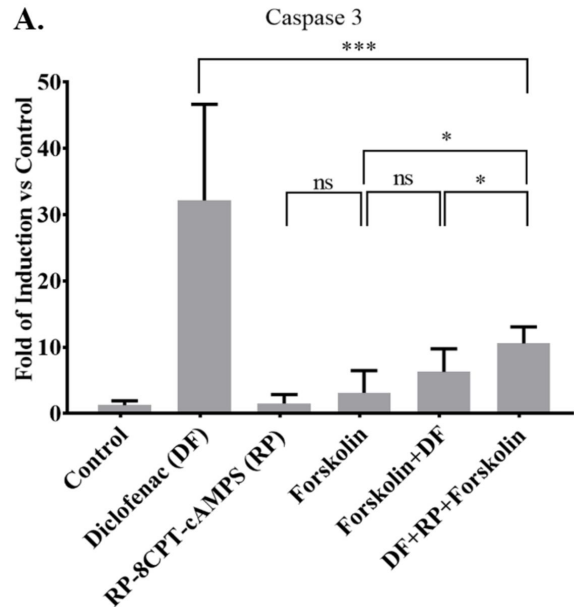 A.
Caspase 3
***
50
*
40
ns
ns
*
30
20
10
0
Fold of Induction vs Control
Control
Diclofenac (DF)
RP-8CPT-cAMPS (RP)
Forskolin
Forskolin+DF
DF+RP+Forskolin